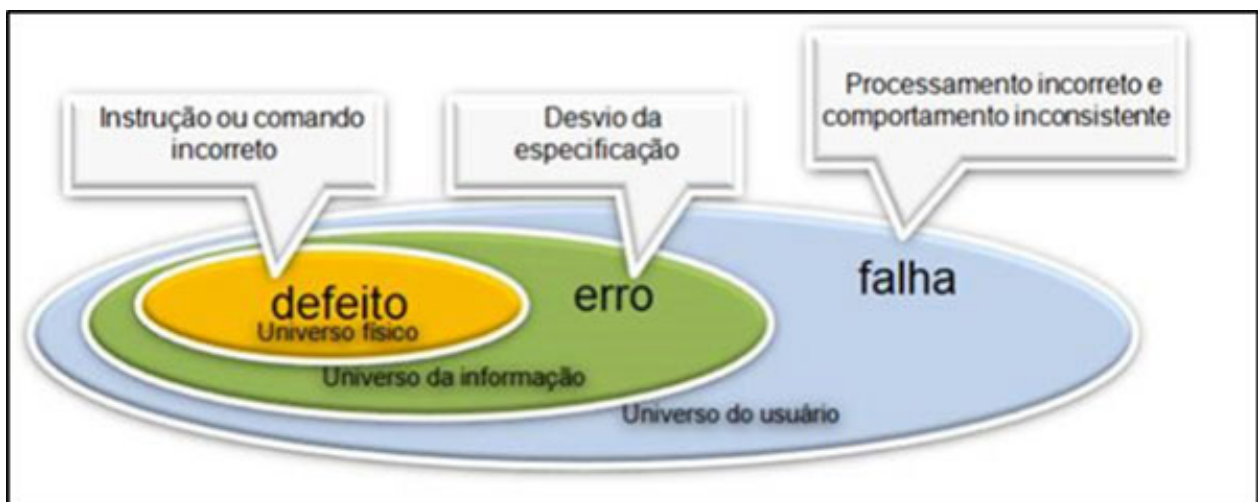 Instrução ou comando
incorreto
Desvio da
especificação
Processamento incorreto e
comportamento inconsistente
defeito
Universo físico
erro
Universo da informação
falha
Universo do usuário